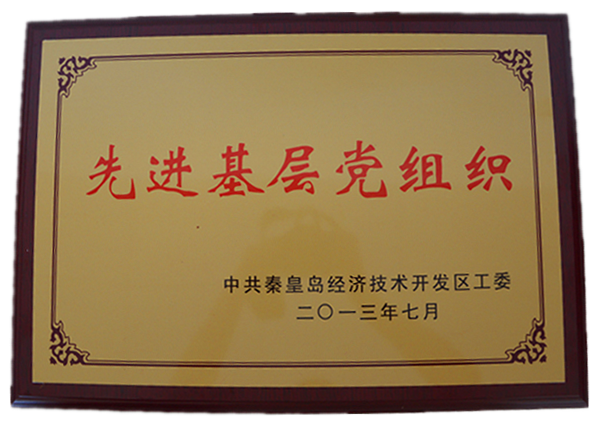 先进基层党组织
中共秦皇岛经济技术开发区工委
二〇一三年七月